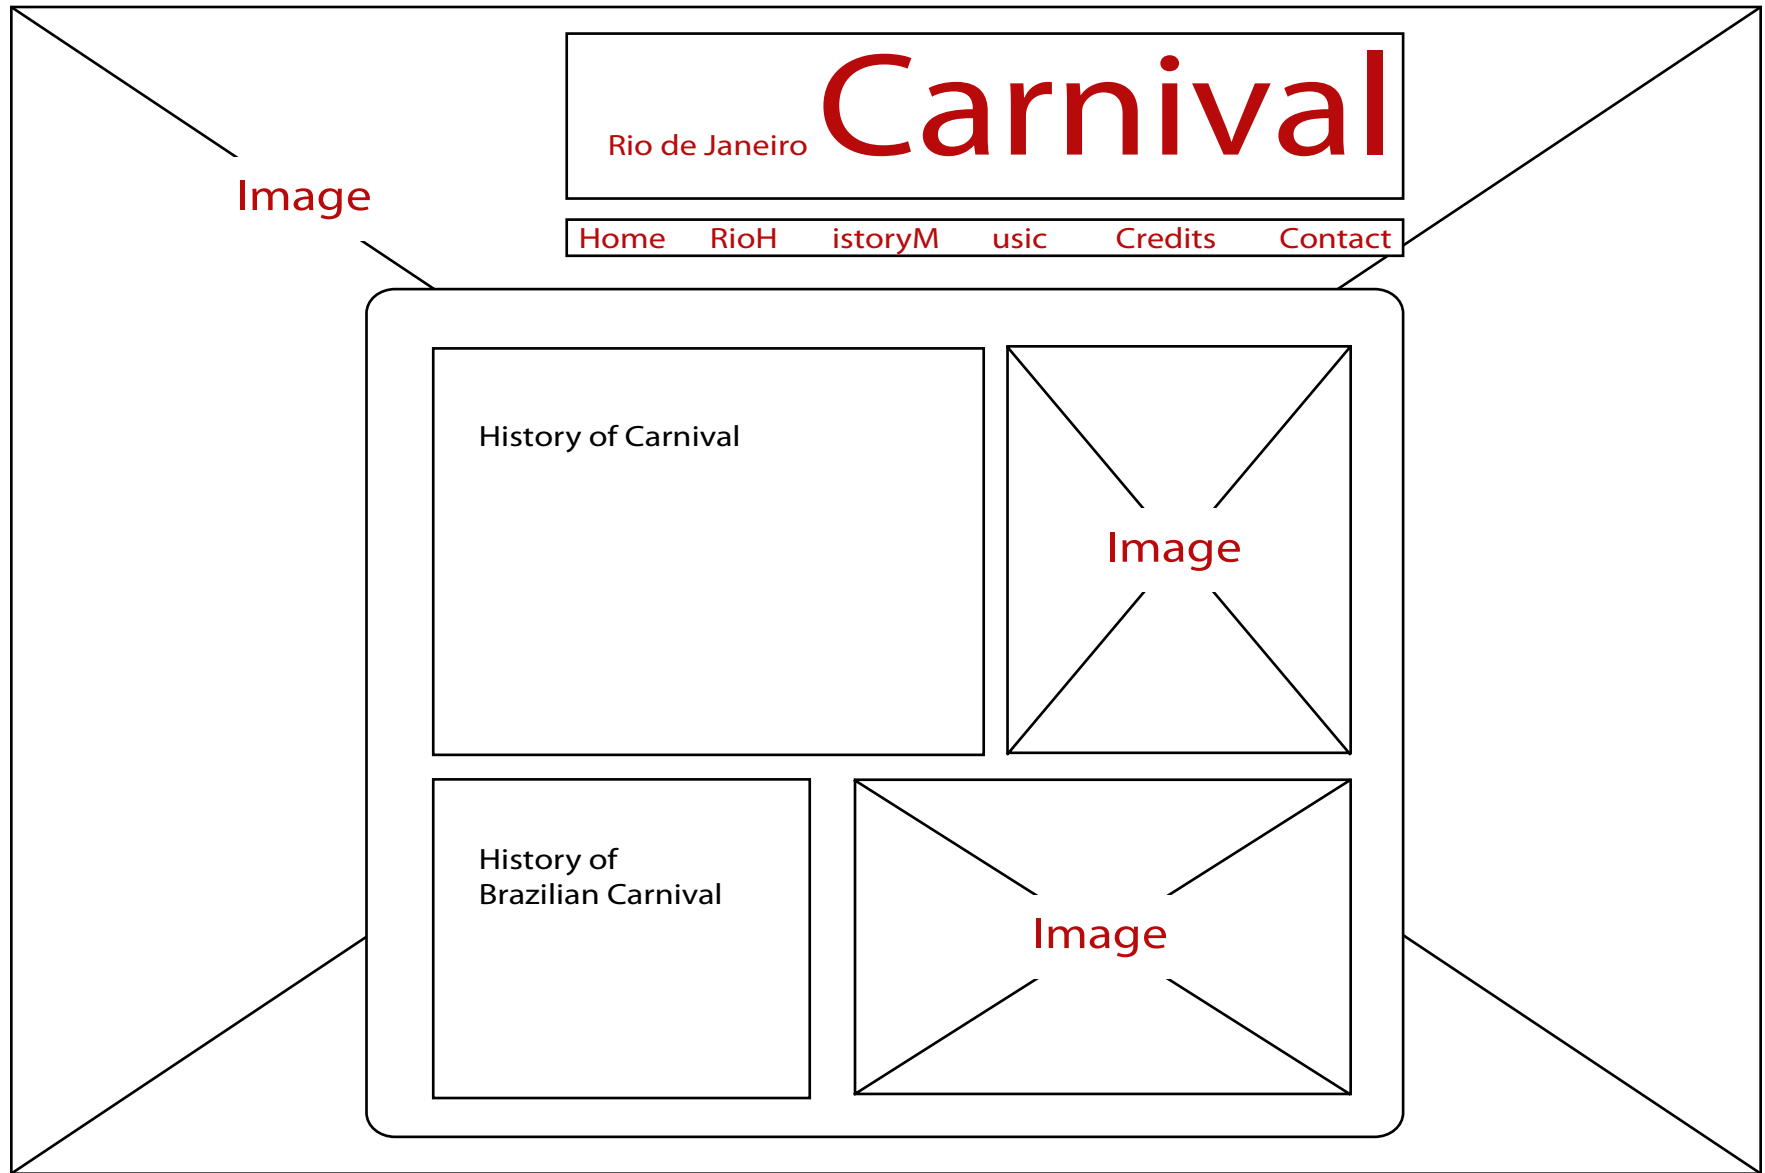 Rio de Janeiro Carnival
Image
Home RioH istoryM usic Credits Contact
History of Carnival
Image
History of
Brazilian Carnival
Image